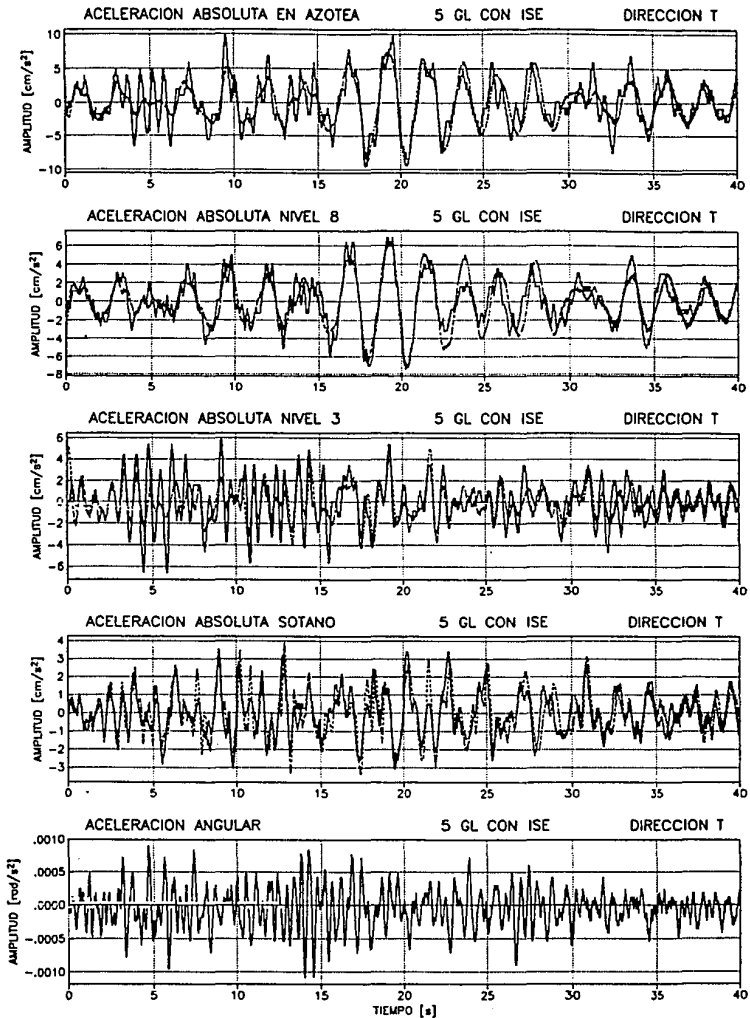 ACELERACION ABSOLUTA EN AZOTEA 5 GL CON ISE DIRECCION T
AMPLITUD [cm/s²]
10
5
0
-5
-10
0 5 10 15 20 25 30 35 40
ACELERACION ABSOLUTA NIVEL 8 5 GL CON ISE DIRECCION T
AMPLITUD [cm/s²]
6
4
2
0
-2
-4
-6
-8
0 5 10 15 20 25 30 35 40
ACELERACION ABSOLUTA NIVEL 3 5 GL CON ISE DIRECCION T
AMPLITUD [cm/s²]
6
4
2
0
-2
-4
-6
0 5 10 15 20 25 30 35 40
ACELERACION ABSOLUTA SOTANO 5 GL CON ISE DIRECCION T
AMPLITUD [cm/s²]
4
3
2
1
0
-1
-2
-3
0 5 10 15 20 25 30 35 40
ACELERACION ANGULAR 5 GL CON ISE DIRECCION T
AMPLITUD [rad/s²]
.0010
.0005
.0000
-.0005
-.0010
0 5 10 15 20 25 30 35 40
TIEMPO [s]